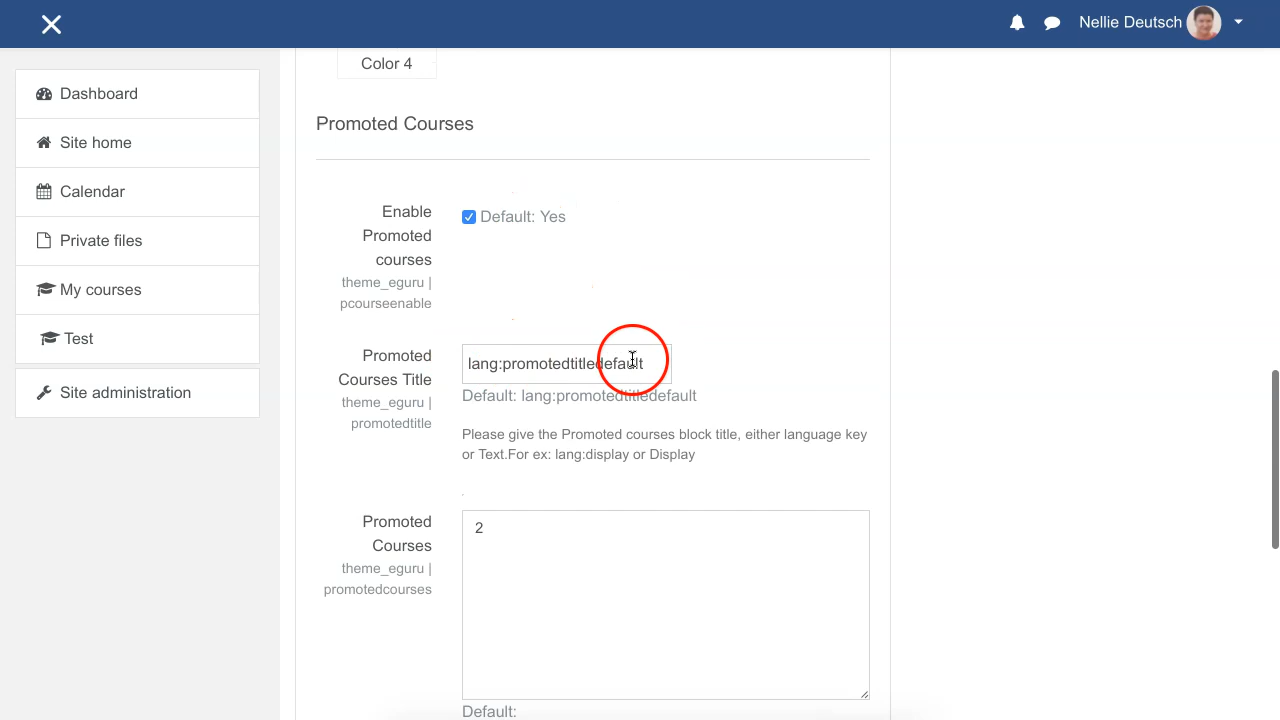 Nellie Deutsch
Dashboard
Site home
Calendar
Private files
My courses
Test
Site administration
Color 4
Promoted Courses
Enable
Promoted
courses
theme_eguru |
pcourseenable
Default: Yes
Promoted
Courses Title
theme_eguru |
promotedtitle
lang:promotedtitledefault
Default: lang:promotedtitledefault
Please give the Promoted courses block title, either language key
or Text.For ex: lang:display or Display
Promoted
Courses
theme_eguru |
promotedcourses
2
Default: